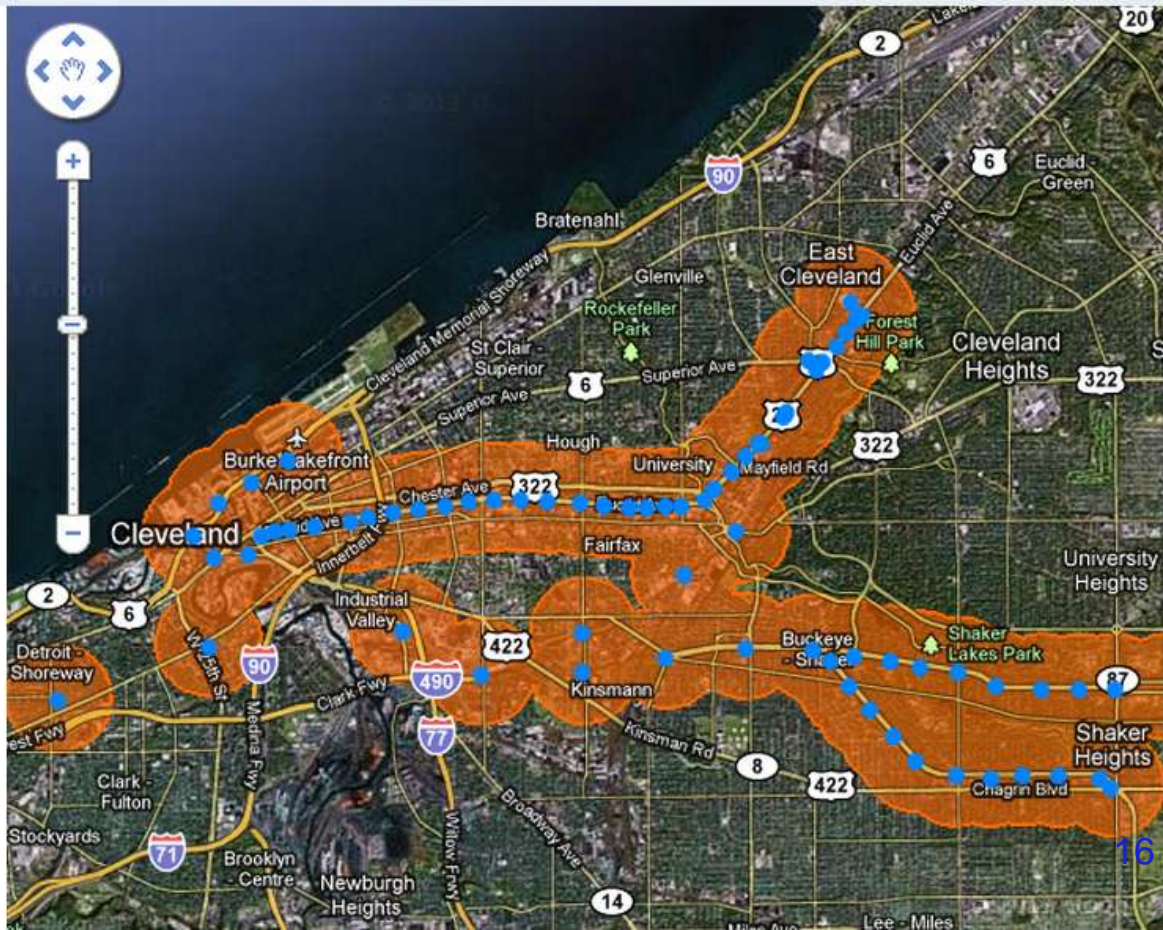 20
2
90
6
Euclid -
Green
Euclid Ave
Bratenahl
East
Cleveland
Glenville
Cleveland Memorial Shoreway
Rockefeller
Park
Forest
Hill Park
St Clair -
Superior
Superior Ave
Cleveland
Heights
S
322
6
Superior Ave
322
Hough
University
Mayfield Rd
Burke Lakefront
Airport
Chester Ave
322
Cleveland
Innerbelt Fwy
Fairfax
University
Heights
2
6
Industrial
Valley
422
Buckeye
Shaker
Lakes Park
Detroit -
Shoreway
W 25th St
90
490
Kinsmann
87
Clark Fwy
est Fwy
Medina Fwy
77
Kinsman Rd
Shaker
Heights
8
422
Chagrin Blvd
Clark -
Fulton
Broadway Ave
Willow Frwy
Stockyards
71
16
Brooklyn
- Centre
Newburgh
Heights
14
Miles Ave
Lee - Miles